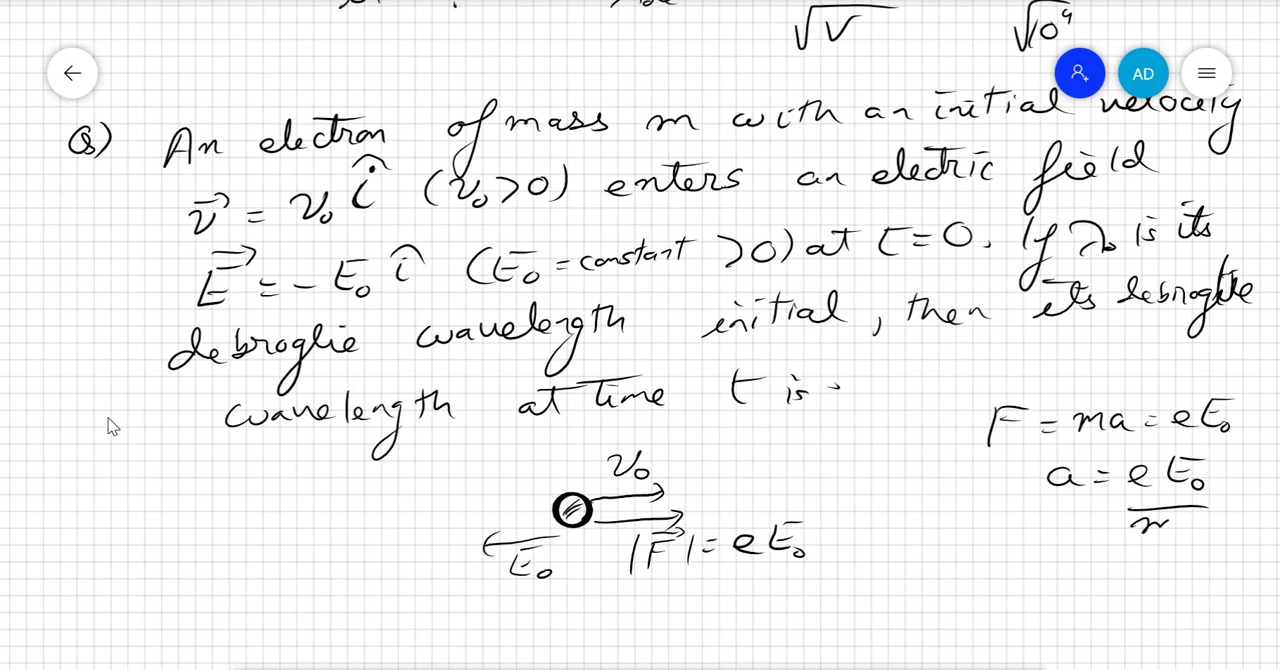 √V √10⁴
AD
Q) An electron of mass m with an initial velocity
v⃗ = v₀ î (v₀>0) enters an electric field
E⃗ = - E₀ î (E₀ = constant >0) at t=0. If λ₀ is its
debroglie wavelength initial, then its debroglie
wavelength at time t is .
F = ma = eE₀
v₀
a = eE₀
|F⃗| = eE₀
E₀